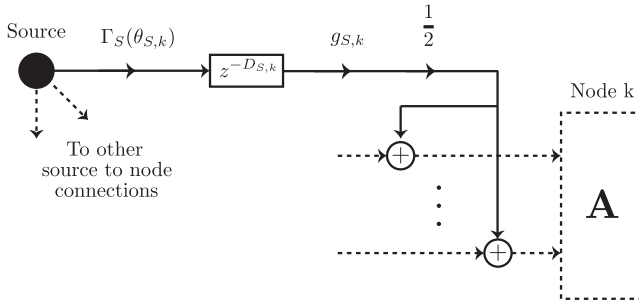 Source
Γ_S(θ_{S,k})
z^{-D_{S,k}}
g_{S,k}
1/2
Node k
To other
source to node
connections
+
A
+